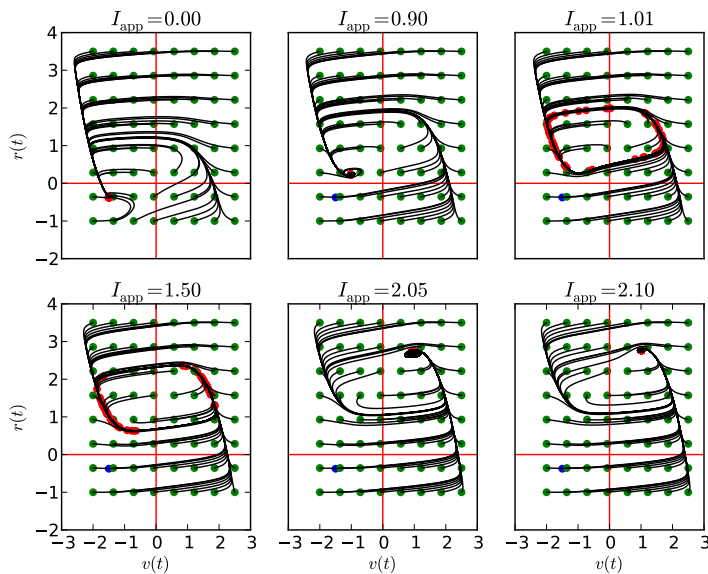 I_app=0.00
I_app=0.90
I_app=1.01
4
3
2
1
0
−1
−2
r(t)
I_app=1.50
I_app=2.05
I_app=2.10
4
3
2
1
0
−1
−2
r(t)
−3 −2 −1 0 1 2 3
−2 −1 0 1 2 3
−2 −1 0 1 2 3
v(t)
v(t)
v(t)